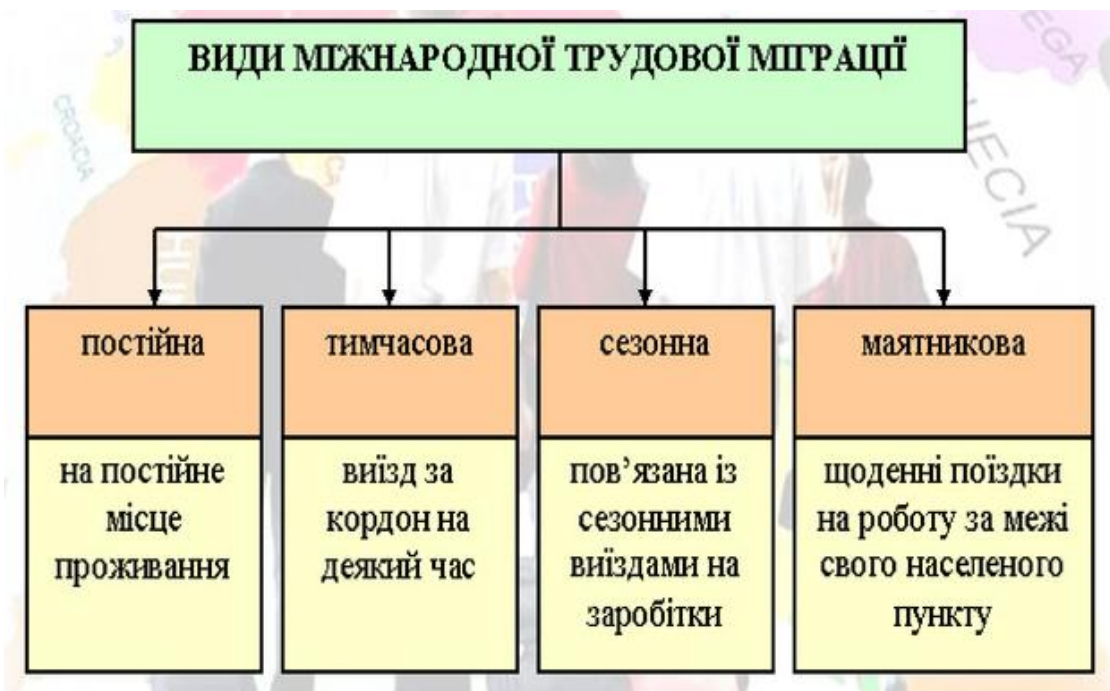 ВИДИ МІЖНАРОДНОЇ ТРУДОВОЇ МІГРАЦІЇ
постійна
на постійне
місце
проживання
тимчасова
виїзд за
кордон на
деякий час
сезонна
пов’язана із
сезонними
виїздами на
заробітки
маятникова
щоденні поїздки
на роботу за межі
свого населеного
пункту
CROACIA